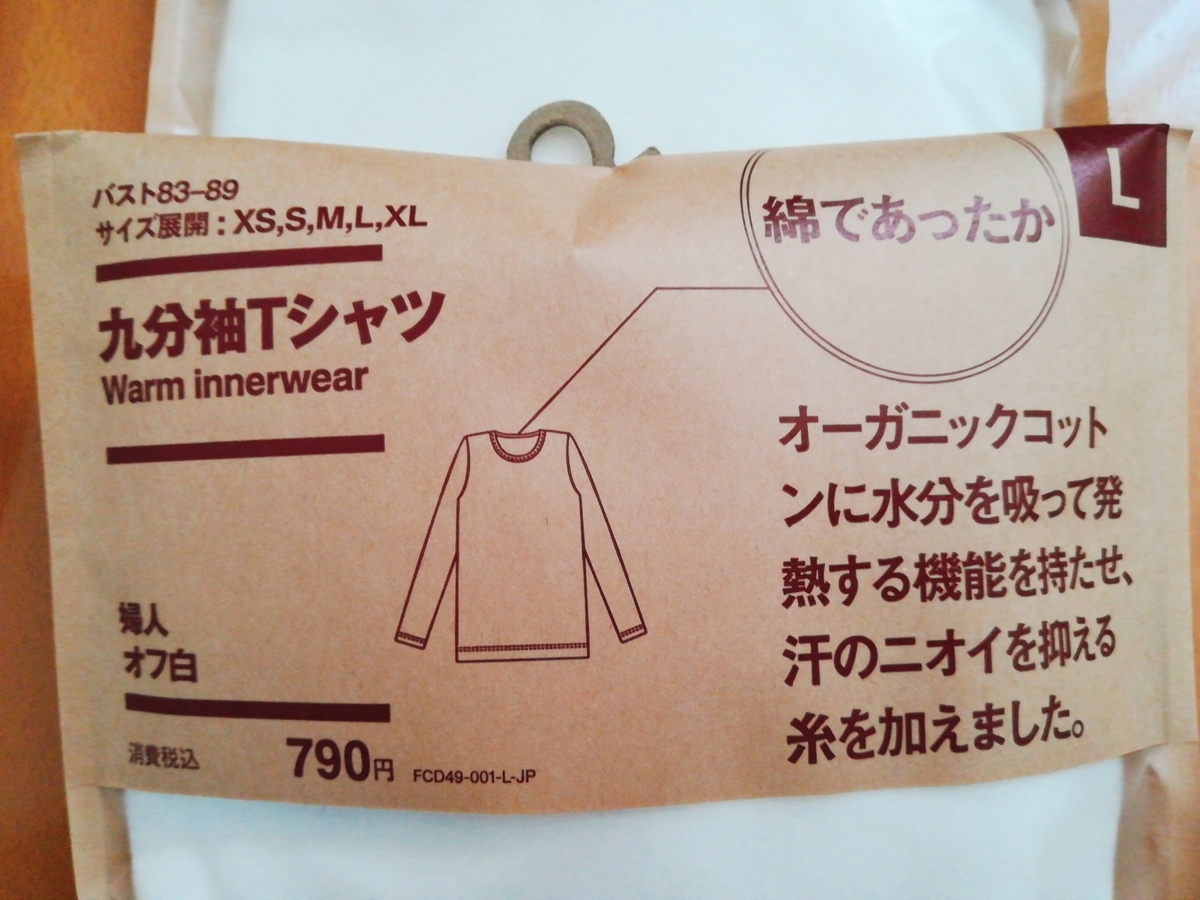 バスト83–89
サイズ展開：XS,S,M,L,XL
九分袖Tシャツ
Warm innerwear
婦人
オフ白
消費税込 790円 FCD49-001-L-JP
綿であったか
L
オーガニックコット
ンに水分を吸って発
熱する機能を持たせ、
汗のニオイを抑える
糸を加えました。